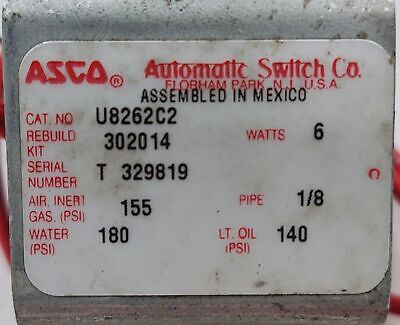 ASCO® Automatic Switch Co.
FLORHAM PARK, N.J. U.S.A.
ASSEMBLED IN MEXICO
CAT. NO U8262C2
REBUILD KIT 302014 WATTS 6
SERIAL NUMBER T 329819 C
AIR. INERT GAS. (PSI) 155 PIPE 1/8
WATER (PSI) 180 LT. OIL (PSI) 140